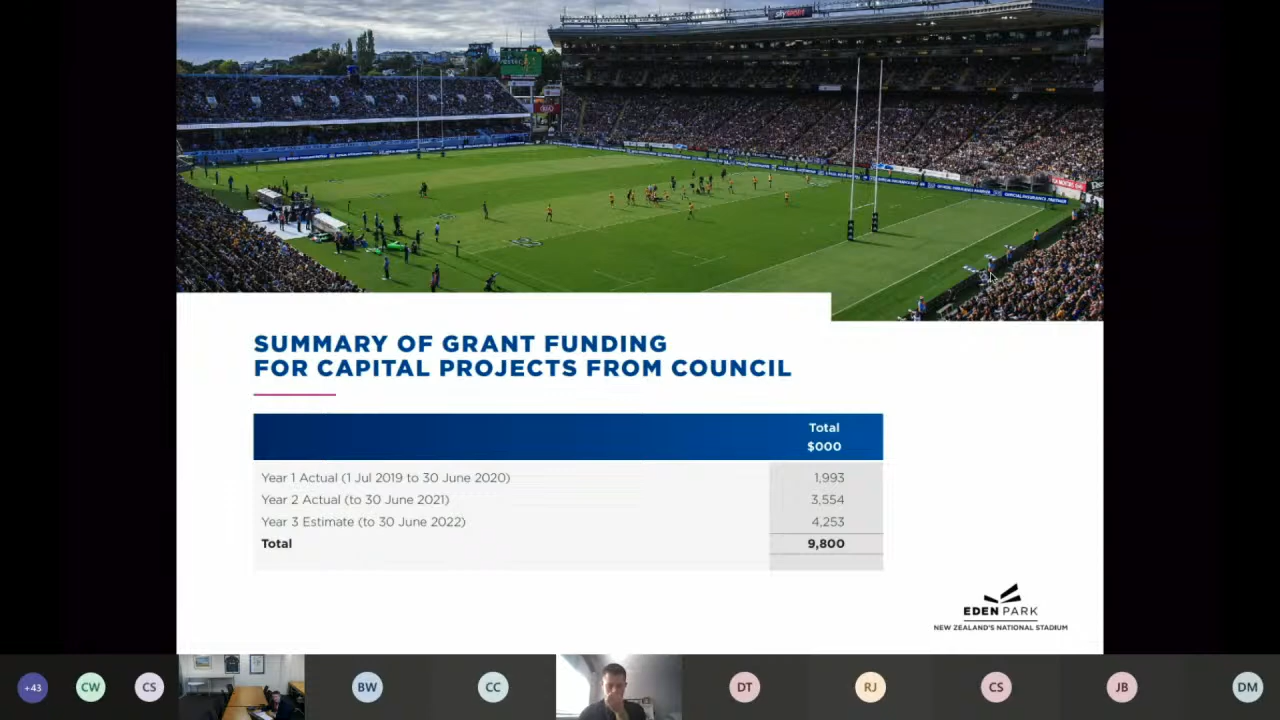 sky sport
SUMMARY OF GRANT FUNDING
FOR CAPITAL PROJECTS FROM COUNCIL
Total
$000
Year 1 Actual (1 Jul 2019 to 30 June 2020) 1,993
Year 2 Actual (to 30 June 2021) 3,554
Year 3 Estimate (to 30 June 2022) 4,253
Total 9,800
EDEN PARK
NEW ZEALAND'S NATIONAL STADIUM
+43 CW CS BW CC DT RJ CS JB DM